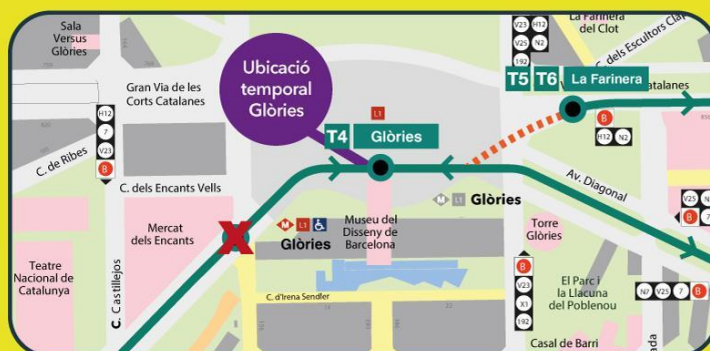 Sala
Versus
Glòries
Gran Via de les
Corts Catalanes
H12
7
V23
B
C. de Ribes
C. dels Encants Vells
Mercat
dels Encants
Teatre
Nacional de
Catalunya
C. Castillejos
Ubicació
temporal
Glòries
L1
T4 Glòries
M L1
Glòries
Museu del
Disseny de
Barcelona
M L1 Glòries
C. d'Irena Sendler
V23 H12
V25 N2
192
La Farinera
del Clot
C. dels Escultors Clap
T5 T6 La Farinera
Catalanes
B
H12 N2
Av. Diagonal
Torre
Glòries
B
V23
X1
192
El Parc i
la Llacuna
del Poblenou
N7 V25 7 B
Casal de Barri